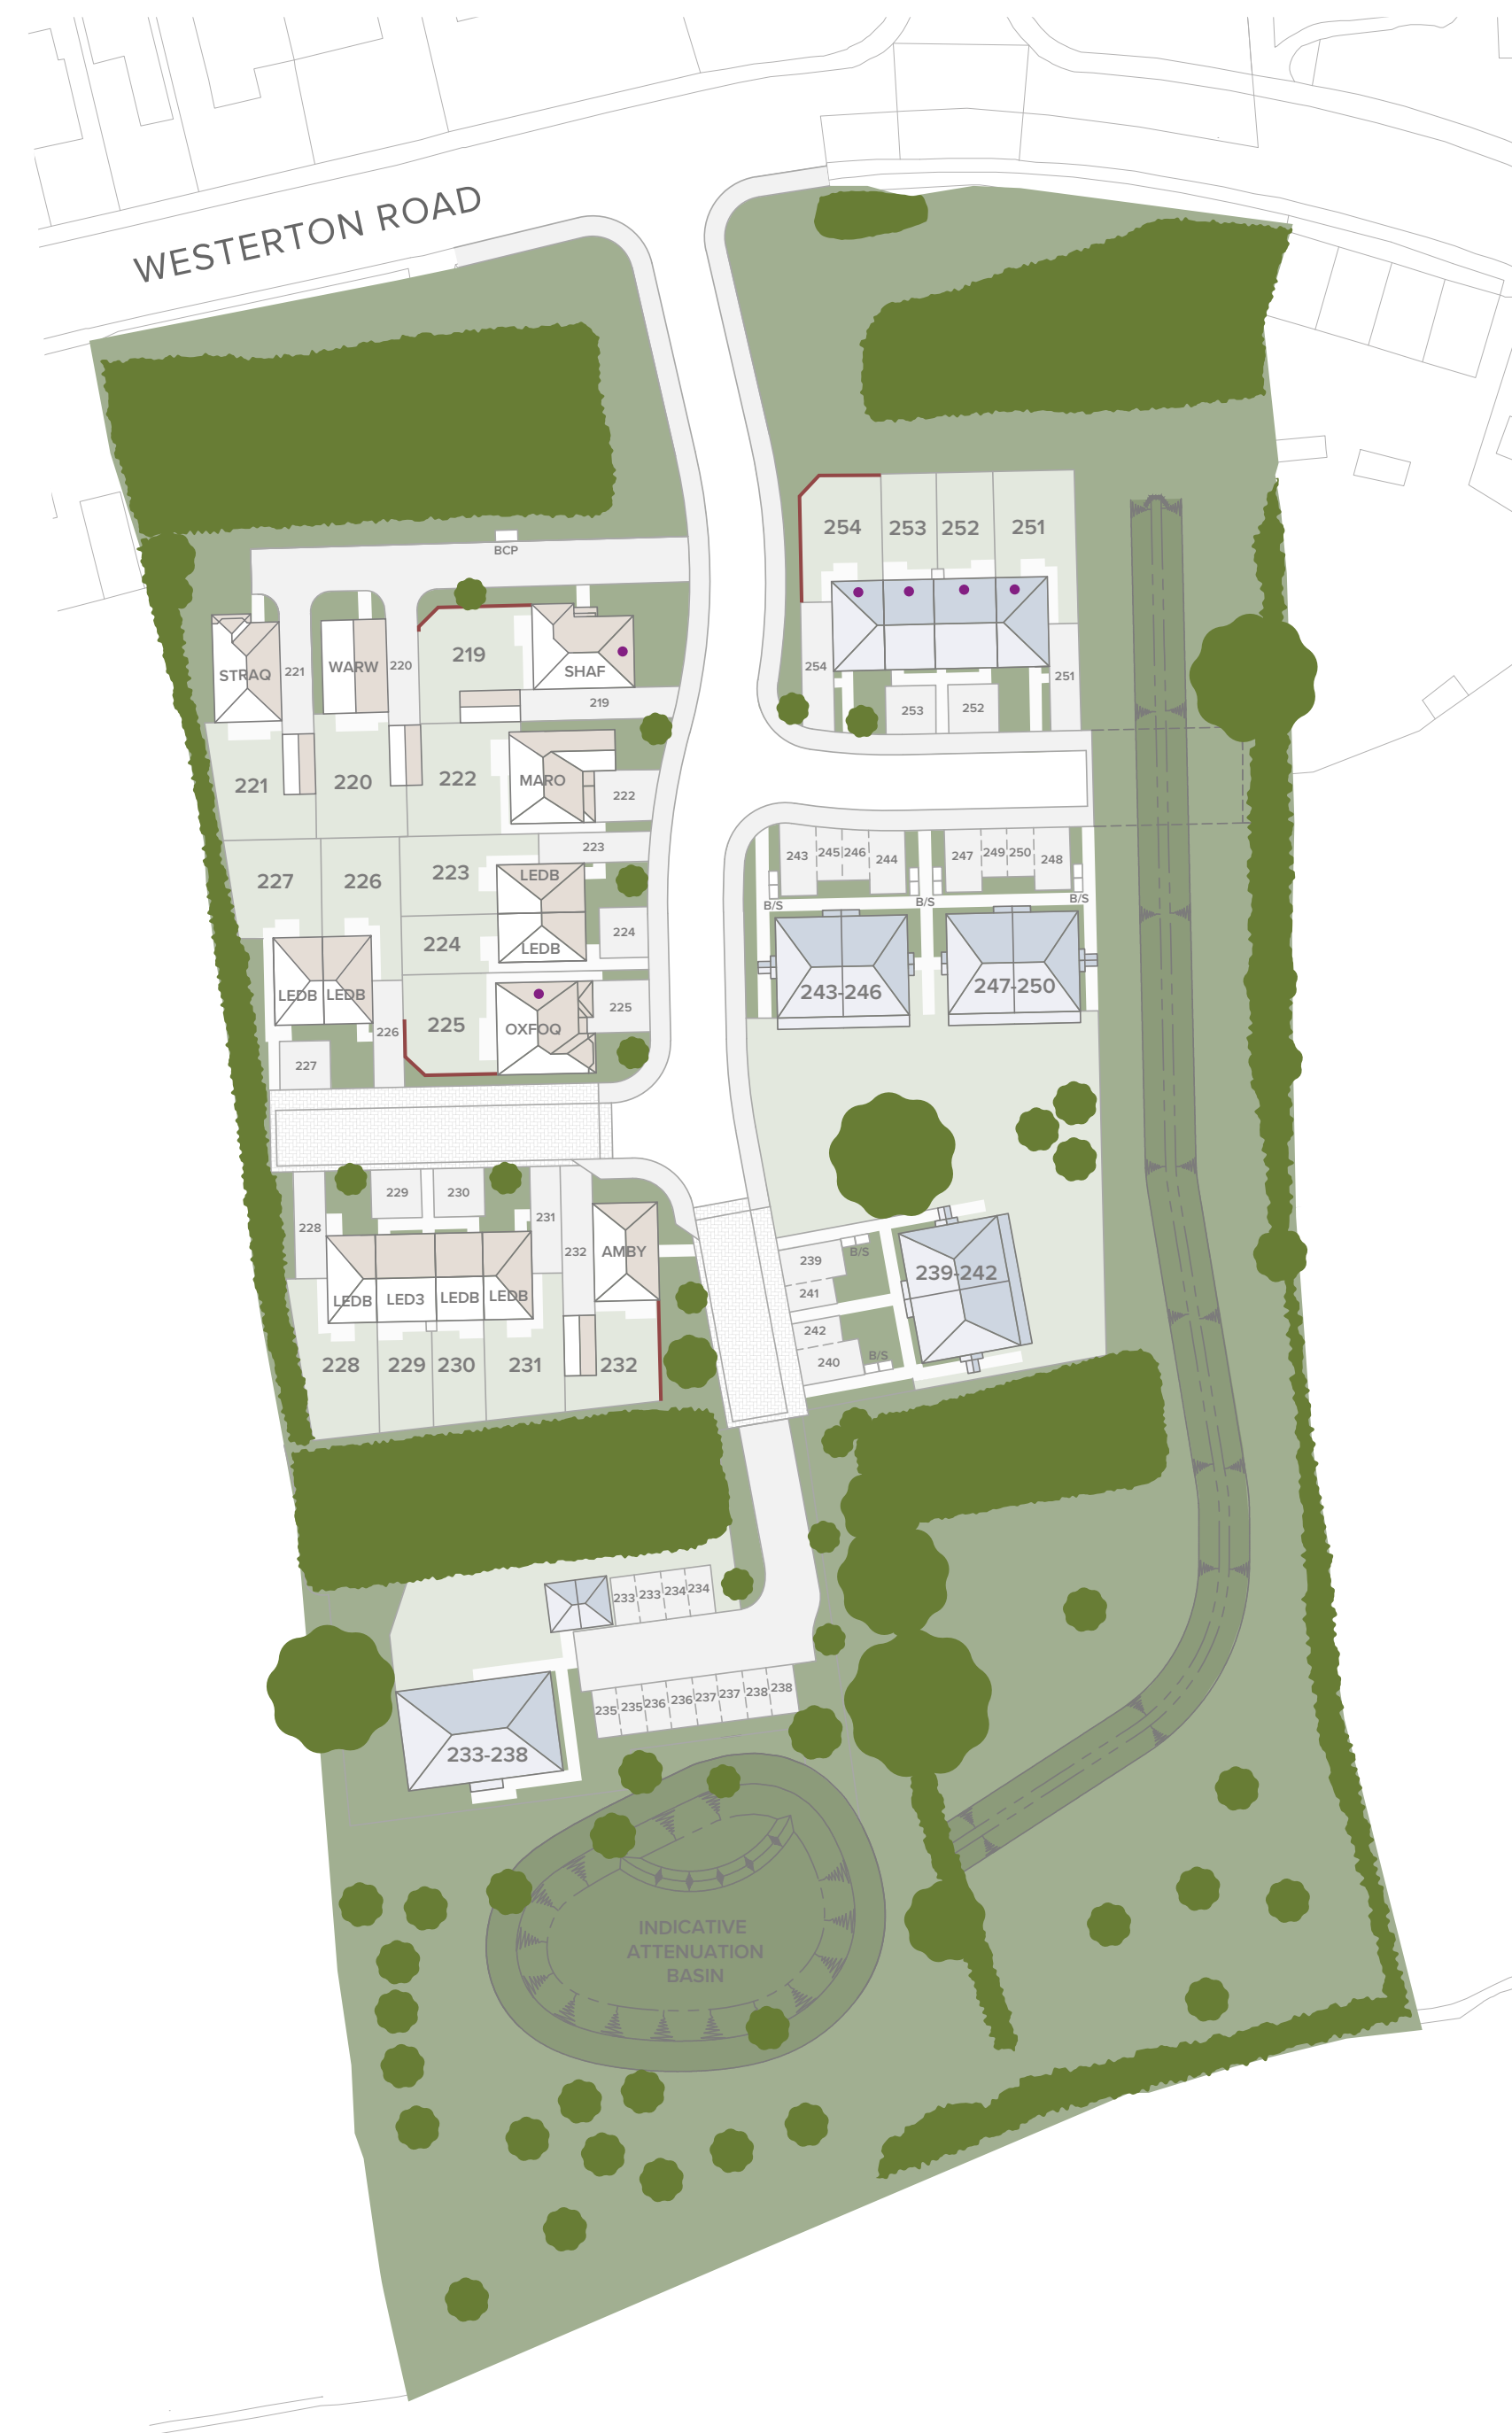 WESTERTON ROAD
BCP
254
253
252
251
219
SHAF
STRAQ
221
WARW
220
219
254
253
252
251
221
220
222
MARO
222
223
223
LEDB
227
226
224
LEDB
224
LEDB
LEDB
225
OXFOQ
225
226
227
243
245
246
244
247
249
250
248
B/S
B/S
B/S
243-246
247-250
228
229
230
231
232
AMBY
LEDB
LED3
LEDB
LEDB
228
229
230
231
232
239
B/S
241
242
240
B/S
239-242
233
233
234
234
235
235
236
236
237
237
238
238
233-238
INDICATIVE
ATTENUATION
BASIN